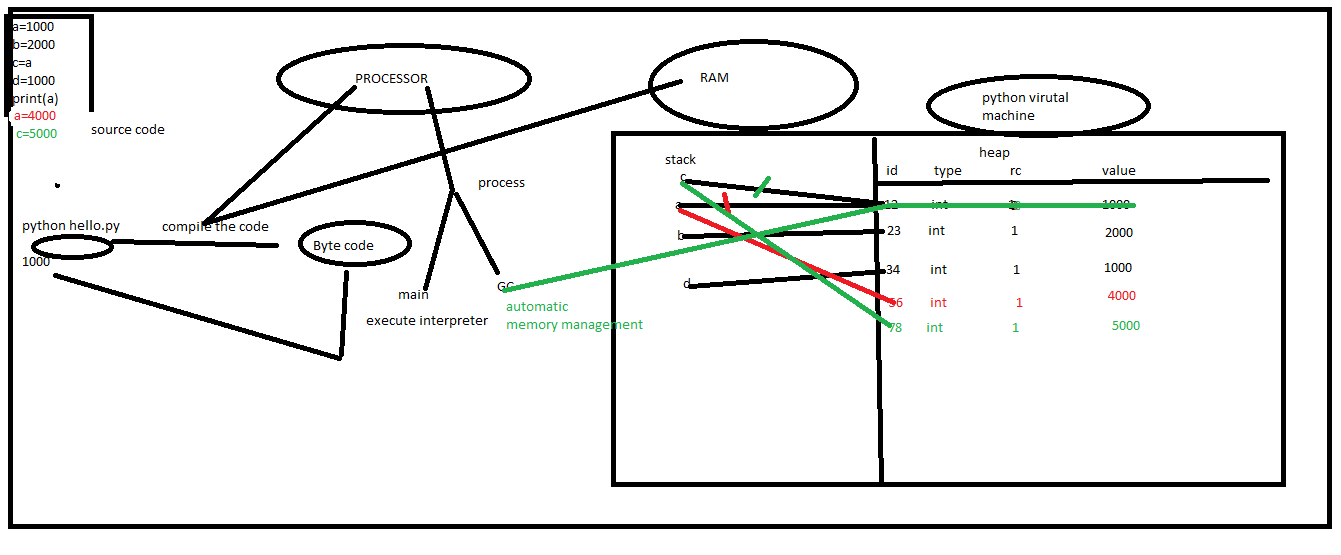 a=1000
b=2000
c=a
d=1000
print(a)
a=4000
c=5000
source code
PROCESSOR
RAM
python virutal
machine
process
python hello.py
compile the code
Byte code
1000
main
GC
execute interpreter
automatic
memory management
stack
c
a
b
d
heap
id type rc value
12 int 1000
23 int 1 2000
34 int 1 1000
56 int 1 4000
78 int 1 5000